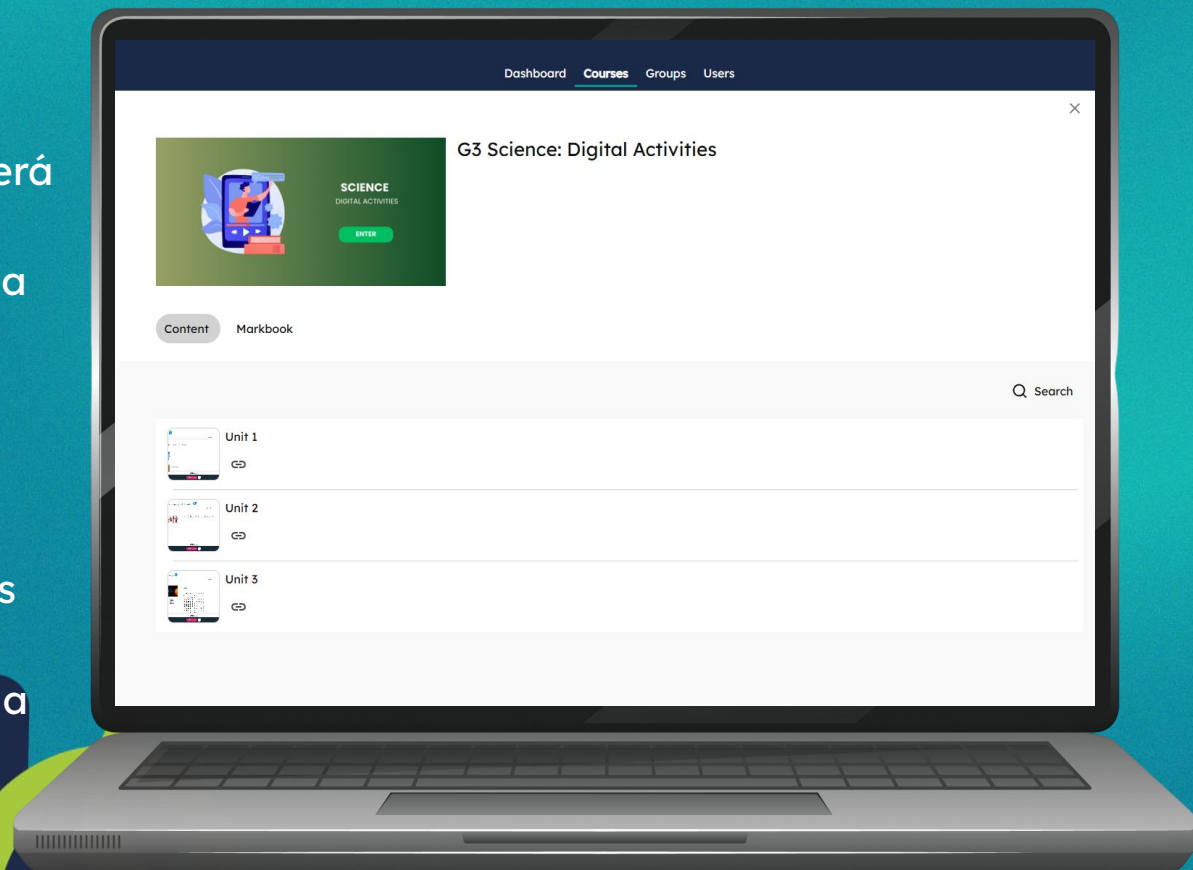 erá
a
s
a
Dashboard Courses Groups Users
G3 Science: Digital Activities
SCIENCE
DIGITAL ACTIVITIES
ENTER
Content Markbook
Search
Unit 1
Unit 2
Unit 3